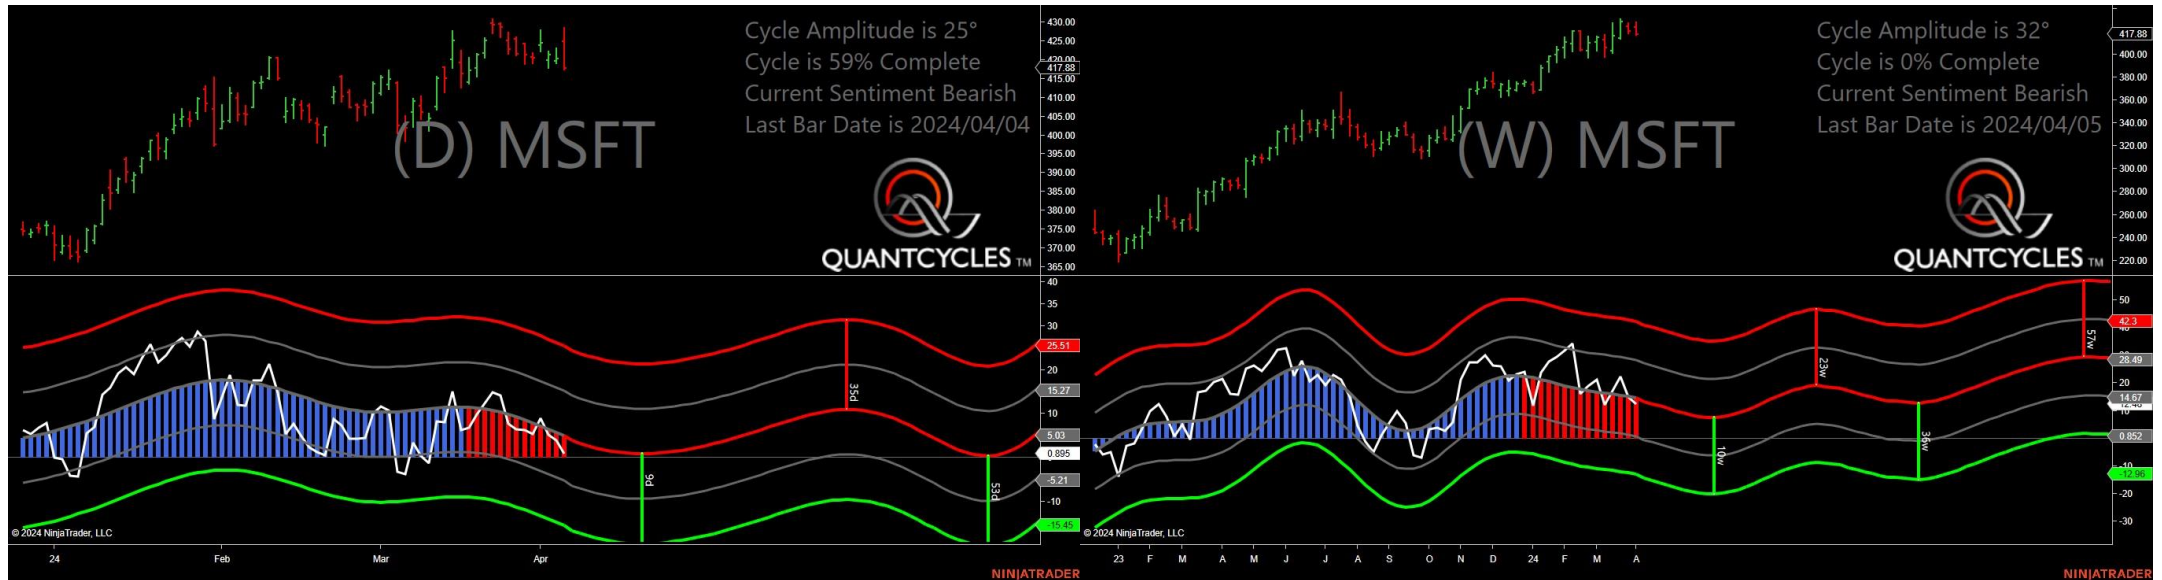 Cycle Amplitude is 25°
Cycle is 59% Complete
Current Sentiment Bearish
Last Bar Date is 2024/04/04
(D) MSFT
QUANTCYCLES TM
430.00
425.00
420.00
417.88
415.00
410.00
405.00
400.00
395.00
390.00
385.00
380.00
375.00
370.00
365.00
40
35
30
25.51
20
15.27
10
5.03
0.895
-5.21
-10
-15.45
9d
33d
53d
© 2024 NinjaTrader, LLC
24 Feb Mar Apr
NINJATRADER
Cycle Amplitude is 32°
Cycle is 0% Complete
Current Sentiment Bearish
Last Bar Date is 2024/04/05
(W) MSFT
QUANTCYCLES TM
417.88
400.00
380.00
360.00
340.00
320.00
300.00
280.00
260.00
240.00
220.00
50
42.3
28.49
20
14.67
0.852
-12.96
-20
-30
10w
23w
36w
57w
© 2024 NinjaTrader, LLC
23 F M A M J J A S O N D 24 F M A
NINJATRADER